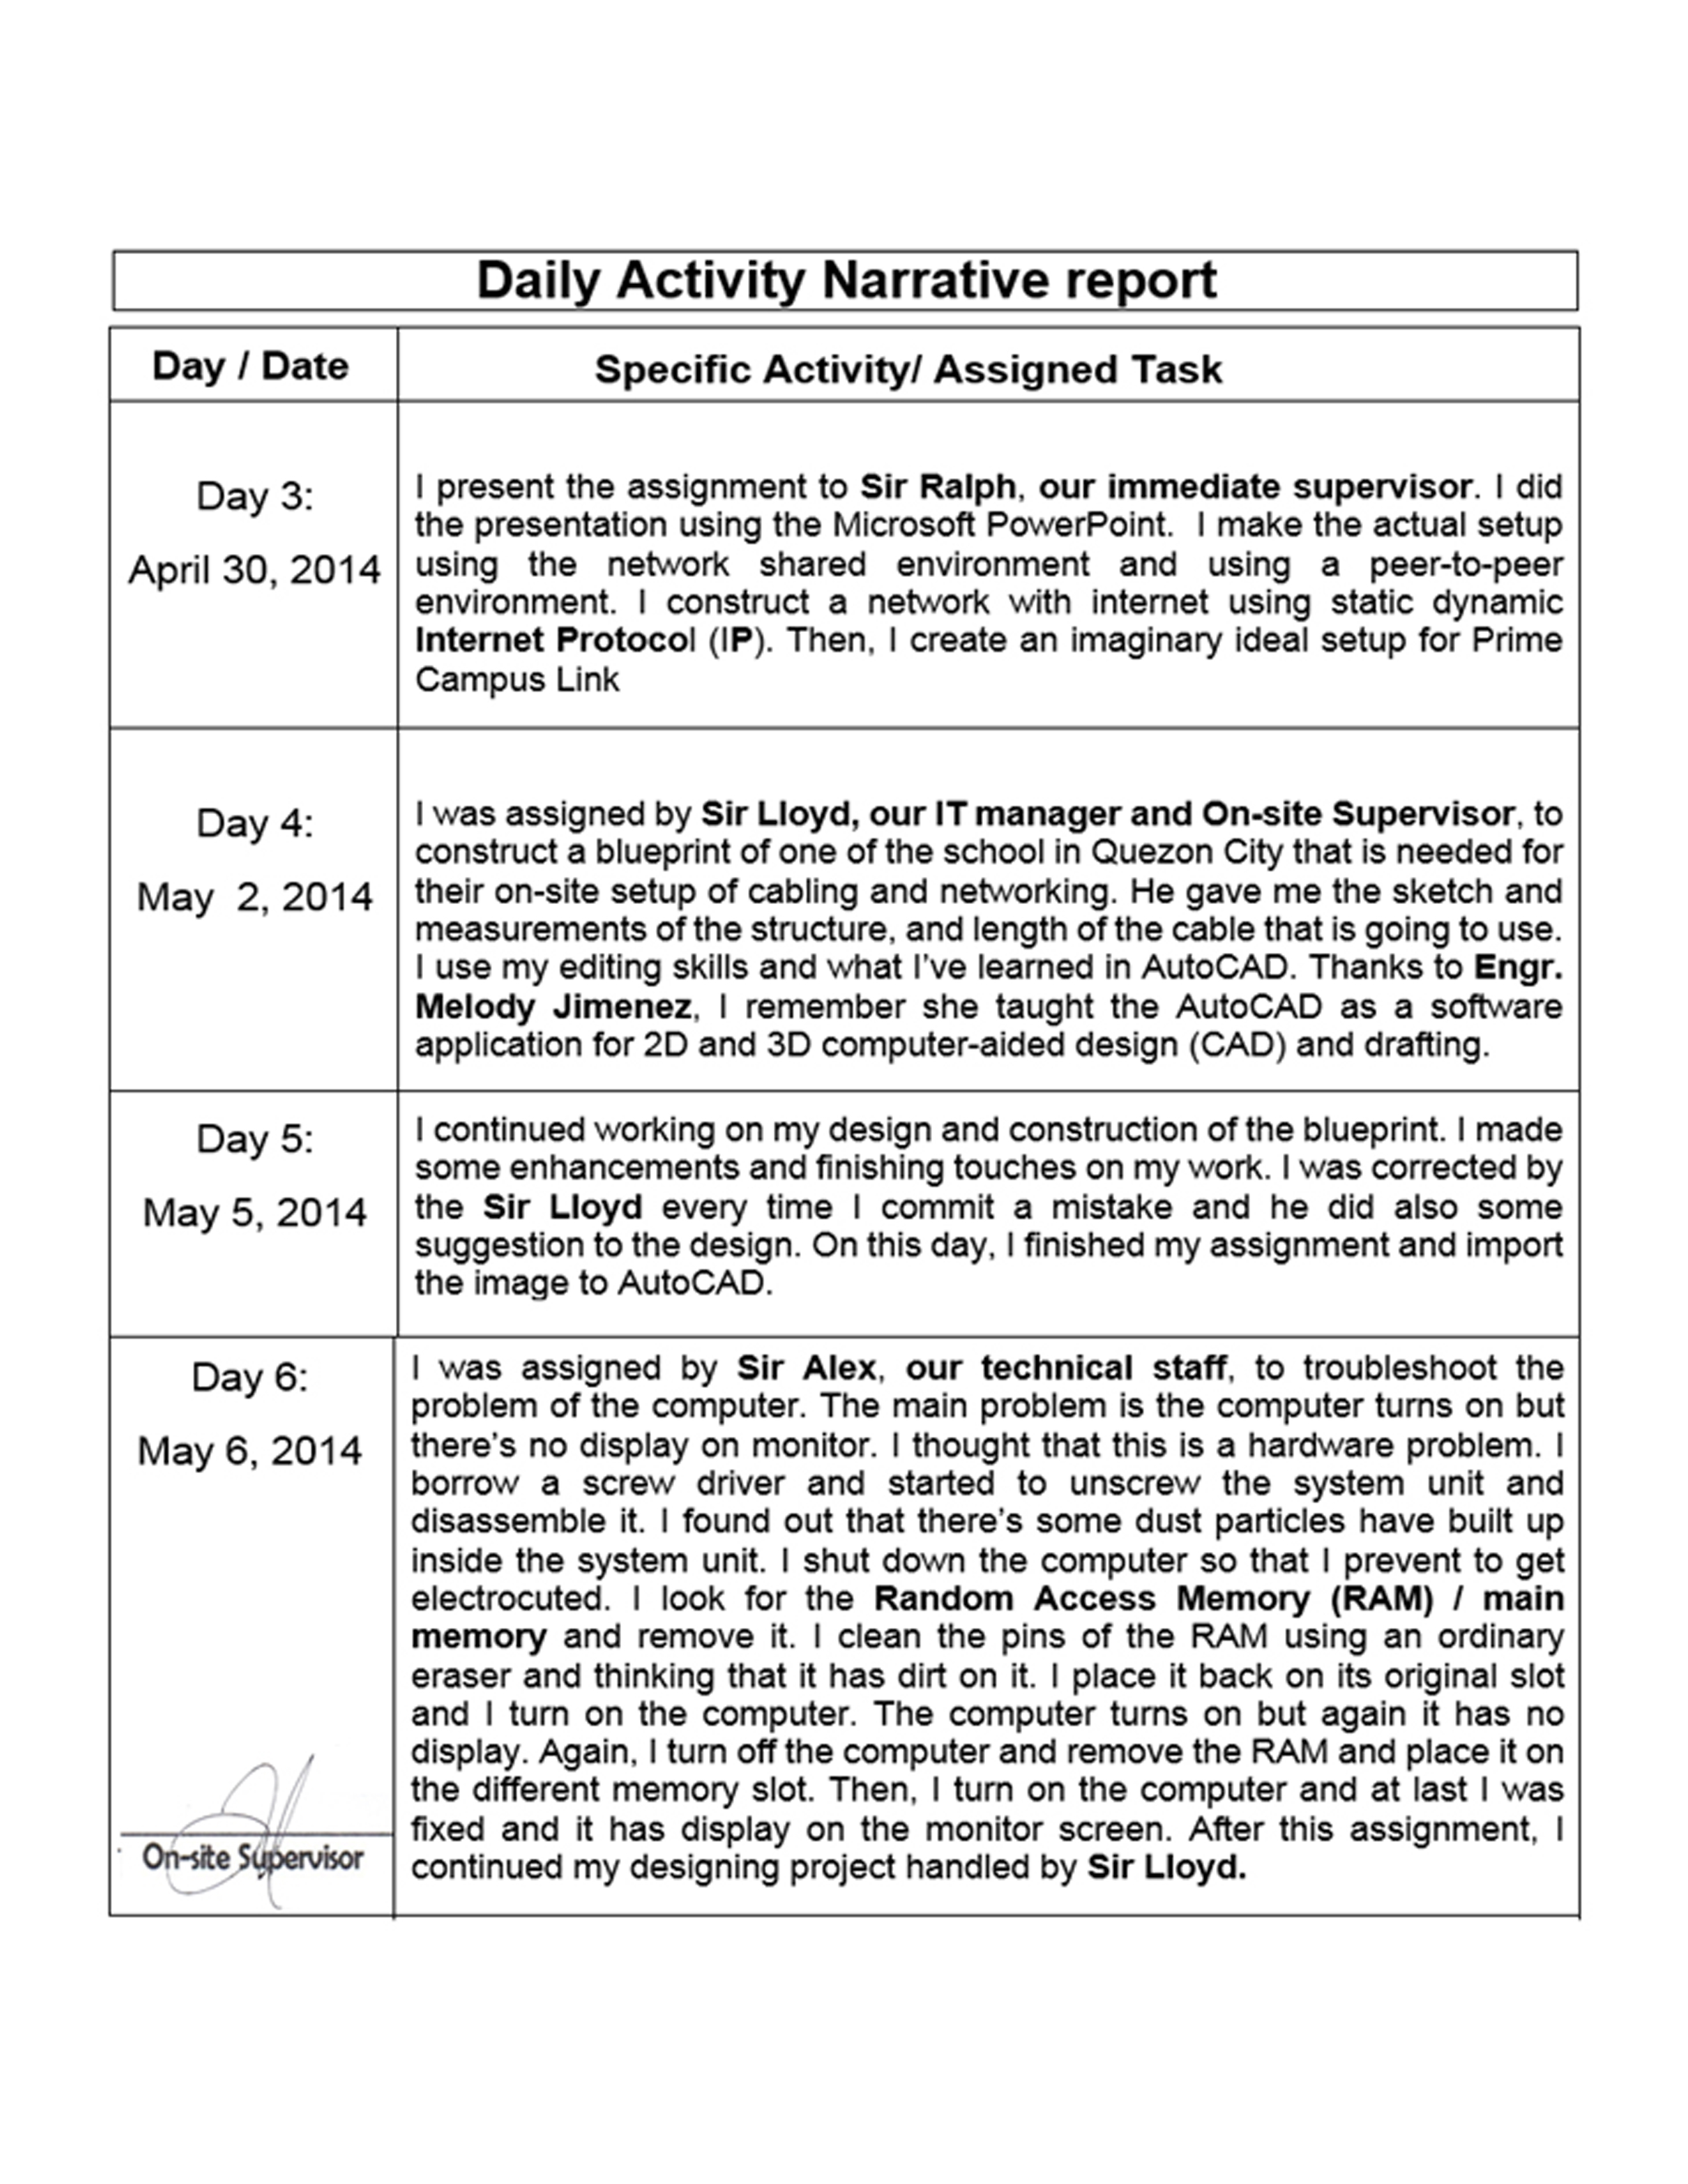 Daily Activity Narrative report
Day / Date
Specific Activity/ Assigned Task
Day 3:
April 30, 2014
I present the assignment to Sir Ralph, our immediate supervisor. I did
the presentation using the Microsoft PowerPoint.  I make the actual setup
using the network shared environment and using a peer-to-peer
environment. I construct a network with internet using static dynamic
Internet Protocol (IP). Then, I create an imaginary ideal setup for Prime
Campus Link
Day 4:
May  2, 2014
I was assigned by Sir Lloyd, our IT manager and On-site Supervisor, to
construct a blueprint of one of the school in Quezon City that is needed for
their on-site setup of cabling and networking. He gave me the sketch and
measurements of the structure, and length of the cable that is going to use.
I use my editing skills and what I've learned in AutoCAD. Thanks to Engr.
Melody Jimenez, I remember she taught the AutoCAD as a software
application for 2D and 3D computer-aided design (CAD) and drafting.
Day 5:
May 5, 2014
I continued working on my design and construction of the blueprint. I made
some enhancements and finishing touches on my work. I was corrected by
the Sir Lloyd every time I commit a mistake and he did also some
suggestion to the design. On this day, I finished my assignment and import
the image to AutoCAD.
Day 6:
May 6, 2014
I was assigned by Sir Alex, our technical staff, to troubleshoot the
problem of the computer. The main problem is the computer turns on but
there's no display on monitor. I thought that this is a hardware problem. I
borrow a screw driver and started to unscrew the system unit and
disassemble it. I found out that there's some dust particles have built up
inside the system unit. I shut down the computer so that I prevent to get
electrocuted. I look for the Random Access Memory (RAM) / main
memory and remove it. I clean the pins of the RAM using an ordinary
eraser and thinking that it has dirt on it. I place it back on its original slot
and I turn on the computer. The computer turns on but again it has no
display. Again, I turn off the computer and remove the RAM and place it on
the different memory slot. Then, I turn on the computer and at last I was
fixed and it has display on the monitor screen. After this assignment, I
continued my designing project handled by Sir Lloyd.
On-site Supervisor